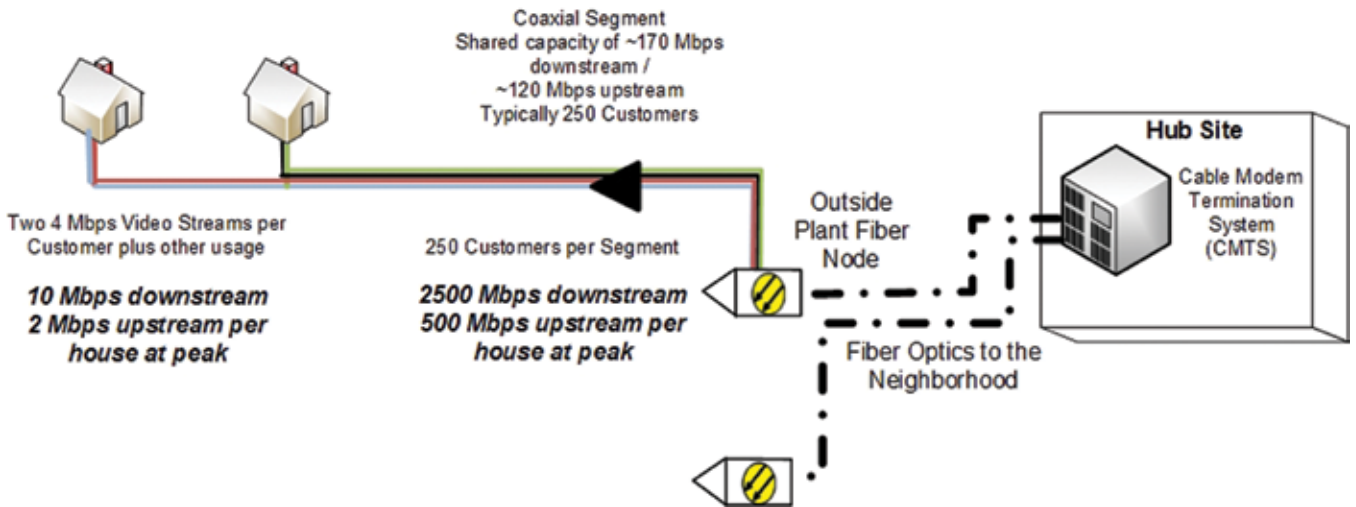 Coaxial Segment
Shared capacity of ~170 Mbps
downstream /
~120 Mbps upstream
Typically 250 Customers
Hub Site
Cable Modem
Termination
System
(CMTS)
Two 4 Mbps Video Streams per
Customer plus other usage
10 Mbps downstream
2 Mbps upstream per
house at peak
250 Customers per Segment
2500 Mbps downstream
500 Mbps upstream per
house at peak
Outside
Plant Fiber
Node
Fiber Optics to the
Neighborhood